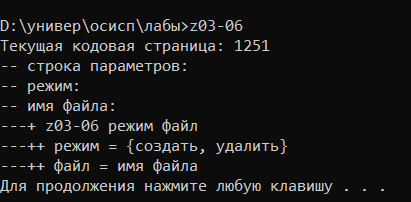 D:\универ\осисп\лабы>z03-06
Текущая кодовая страница: 1251
-- строка параметров:
-- режим:
-- имя файла:
---+ z03-06 режим файл
---++ режим = {создать, удалить}
---++ файл = имя файла
Для продолжения нажмите любую клавишу . . .